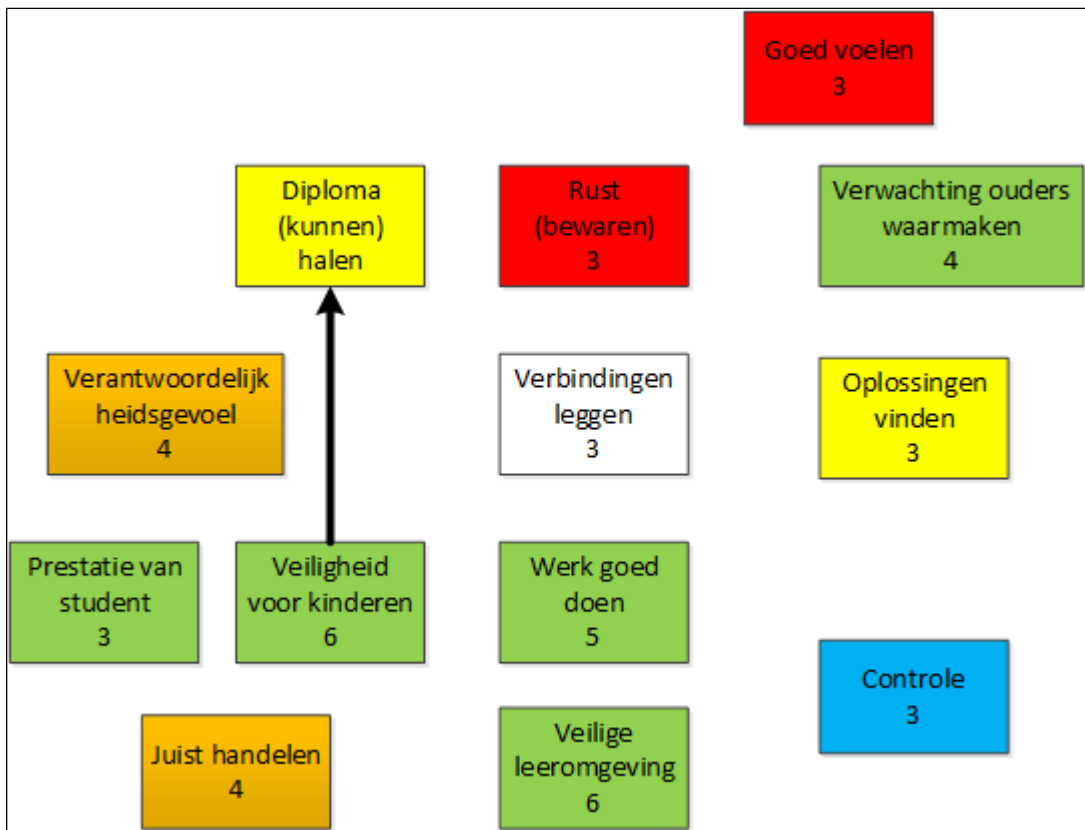 Goed voelen
3
Diploma
(kunnen)
halen
Rust
(bewaren)
3
Verwachting ouders
waarmaken
4
Verantwoordelijk
heidsgevoel
4
Verbindingen
leggen
3
Oplossingen
vinden
3
Prestatie van
student
3
Veiligheid
voor kinderen
6
Werk goed
doen
5
Controle
3
Juist handelen
4
Veilige
leeromgeving
6